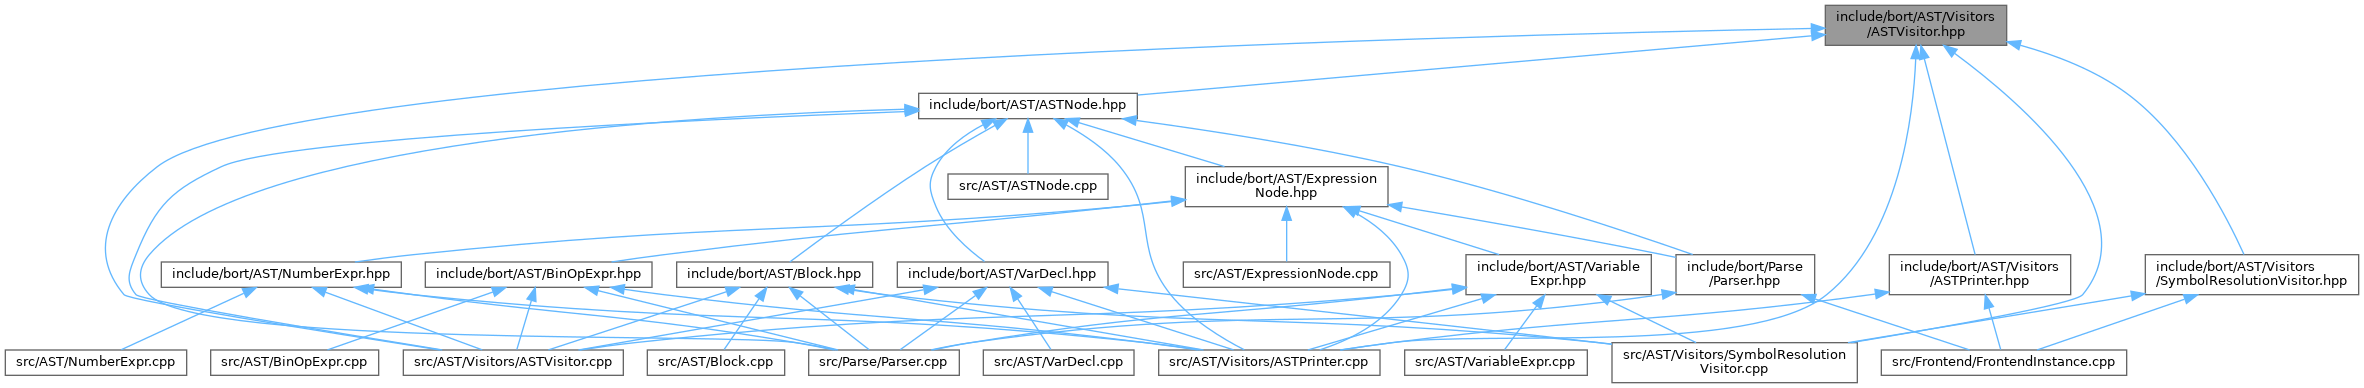 include/bort/AST/Visitors
/ASTVisitor.hpp
include/bort/AST/ASTNode.hpp
src/AST/ASTNode.cpp
include/bort/AST/Expression
Node.hpp
include/bort/AST/NumberExpr.hpp
include/bort/AST/BinOpExpr.hpp
include/bort/AST/Block.hpp
include/bort/AST/VarDecl.hpp
src/AST/ExpressionNode.cpp
include/bort/AST/Variable
Expr.hpp
include/bort/Parse
/Parser.hpp
include/bort/AST/Visitors
/ASTPrinter.hpp
include/bort/AST/Visitors
/SymbolResolutionVisitor.hpp
src/AST/NumberExpr.cpp
src/AST/BinOpExpr.cpp
src/AST/Visitors/ASTVisitor.cpp
src/AST/Block.cpp
src/Parse/Parser.cpp
src/AST/VarDecl.cpp
src/AST/Visitors/ASTPrinter.cpp
src/AST/VariableExpr.cpp
src/AST/Visitors/SymbolResolution
Visitor.cpp
src/Frontend/FrontendInstance.cpp